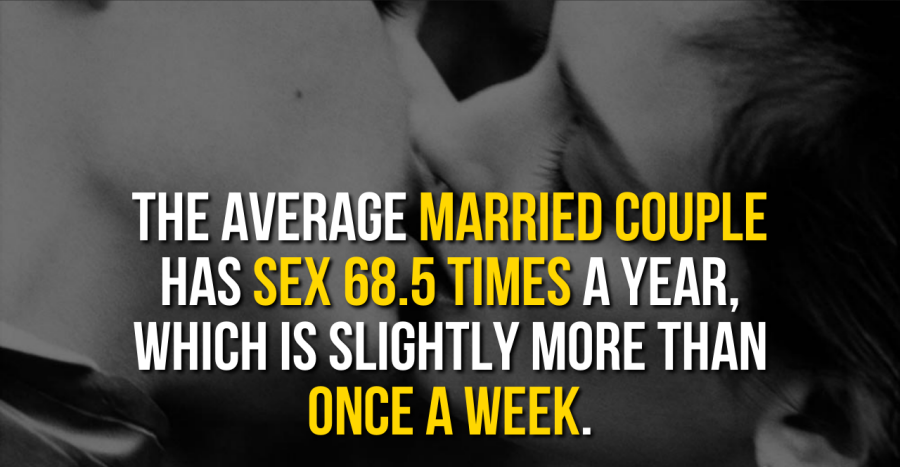 THE AVERAGE MARRIED COUPLE
HAS SEX 68.5 TIMES A YEAR,
WHICH IS SLIGHTLY MORE THAN
ONCE A WEEK.